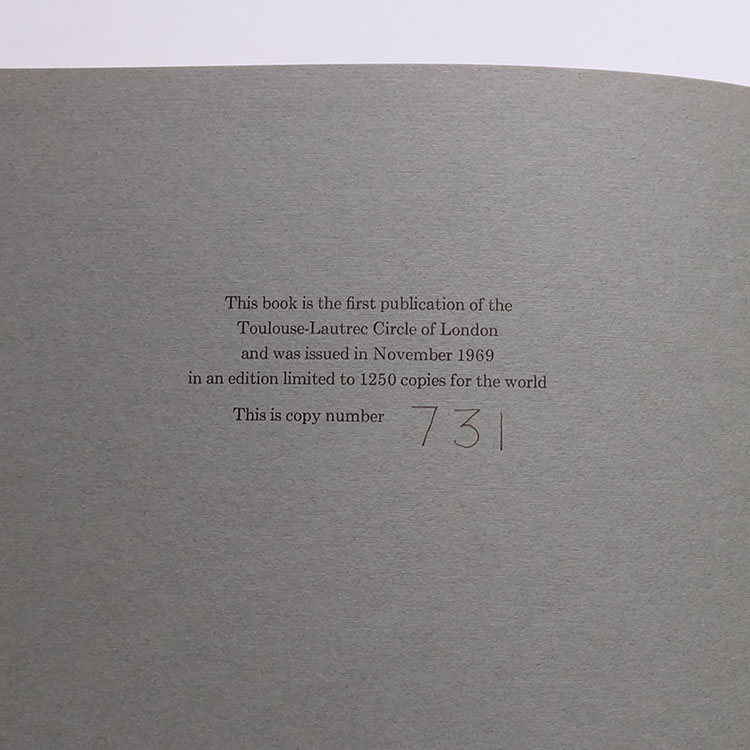 This book is the first publication of the
Toulouse-Lautrec Circle of London
and was issued in November 1969
in an edition limited to 1250 copies for the world
This is copy number 731